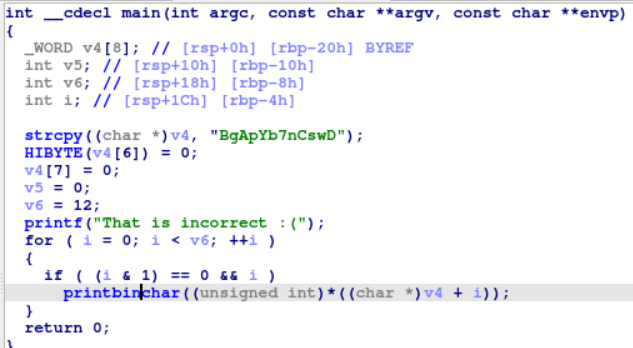 int __cdecl main(int argc, const char **argv, const char **envp)
{
_WORD v4[8]; // [rsp+0h] [rbp-20h] BYREF
int v5; // [rsp+10h] [rbp-10h]
int v6; // [rsp+18h] [rbp-8h]
int i; // [rsp+1Ch] [rbp-4h]
strcpy((char *)v4, "BgApYb7nCswD");
HIBYTE(v4[6]) = 0;
v4[7] = 0;
v5 = 0;
v6 = 12;
printf("That is incorrect :(");
for ( i = 0; i < v6; ++i )
{
if ( (i & 1) == 0 && i )
printbinchar((unsigned int)*((char *)v4 + i));
}
return 0;
}